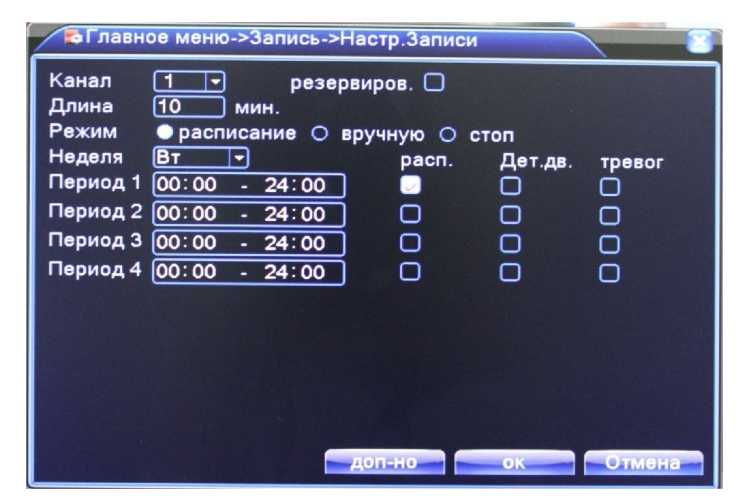 Главное меню->Запись->Настр.Записи
Канал 1 резервиров.
Длина 10 мин.
Режим расписание вручную стоп
Неделя Вт расп. Дет.дв. тревог
Период 1 00:00 - 24:00
Период 2 00:00 - 24:00
Период 3 00:00 - 24:00
Период 4 00:00 - 24:00
доп-но ок Отмена